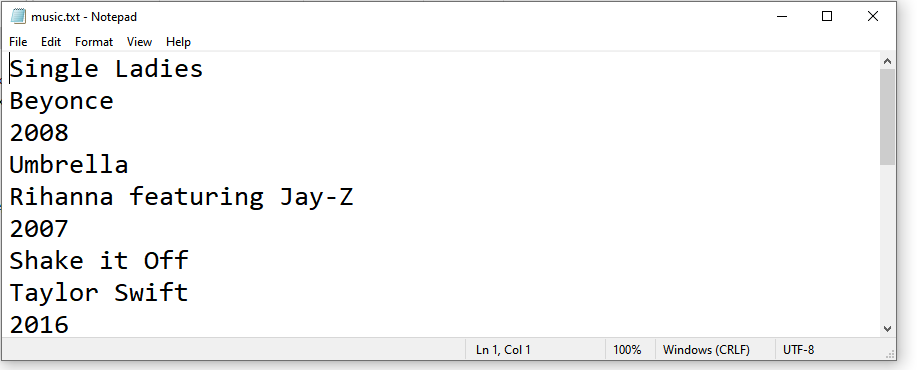 music.txt - Notepad
File Edit Format View Help
Single Ladies
Beyonce
2008
Umbrella
Rihanna featuring Jay-Z
2007
Shake it Off
Taylor Swift
2016
Ln 1, Col 1 100% Windows (CRLF) UTF-8